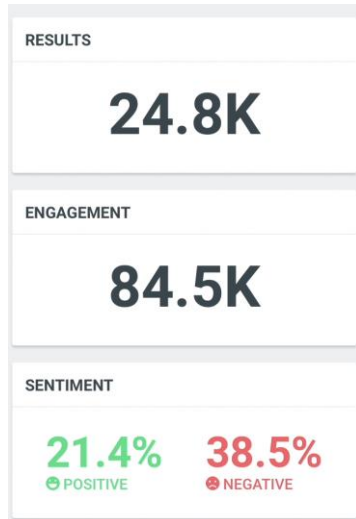 RESULTS
24.8K
ENGAGEMENT
84.5K
SENTIMENT
21.4% 38.5%
POSITIVE NEGATIVE